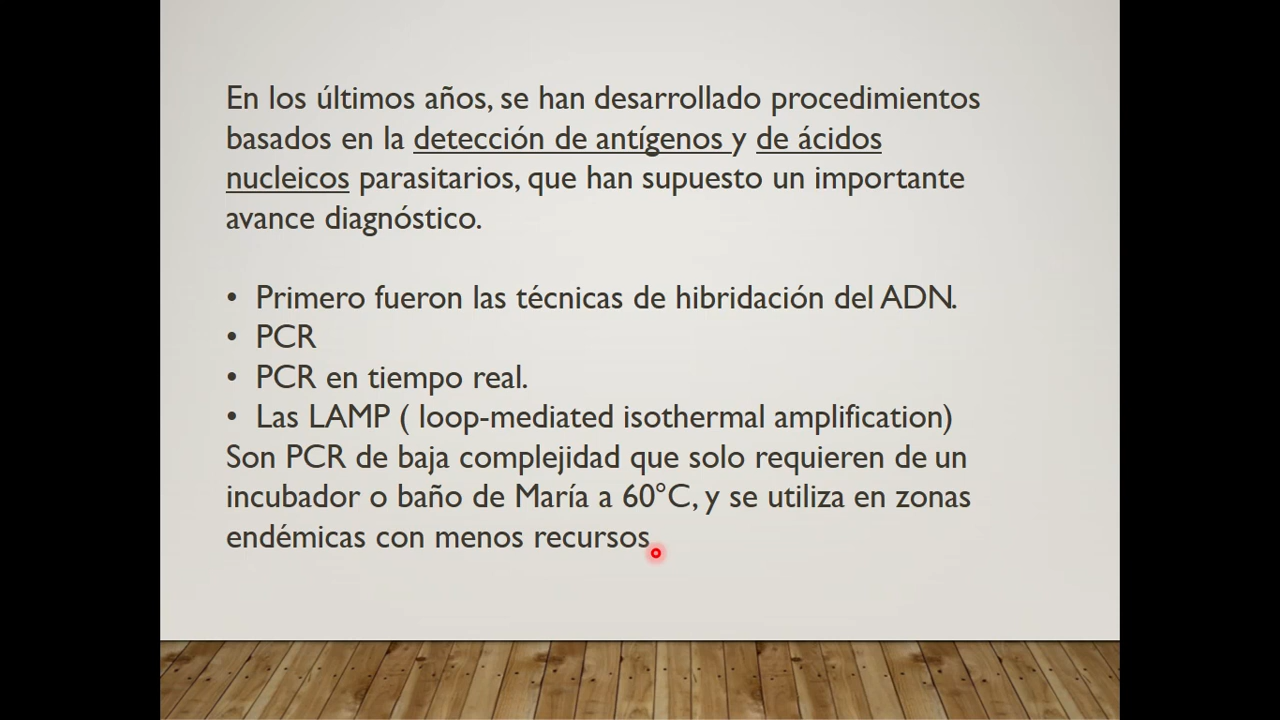 En los últimos años, se han desarrollado procedimientos
basados en la detección de antígenos y de ácidos
nucleicos parasitarios, que han supuesto un importante
avance diagnóstico.
• Primero fueron las técnicas de hibridación del ADN.
• PCR
• PCR en tiempo real.
• Las LAMP ( loop-mediated isothermal amplification)
Son PCR de baja complejidad que solo requieren de un
incubador o baño de María a 60°C, y se utiliza en zonas
endémicas con menos recursos.